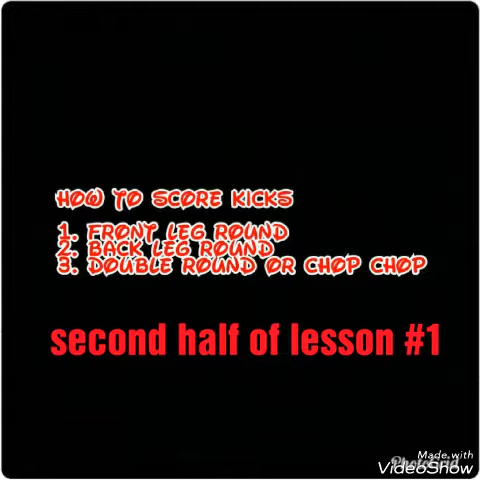 HOW TO SCORE KICKS
1. FRONT LEG ROUND
2. BACK LEG ROUND
3. DOUBLE ROUND OR CHOP CHOP
second half of lesson #1
Made with
PhotoGrid
VideoShow